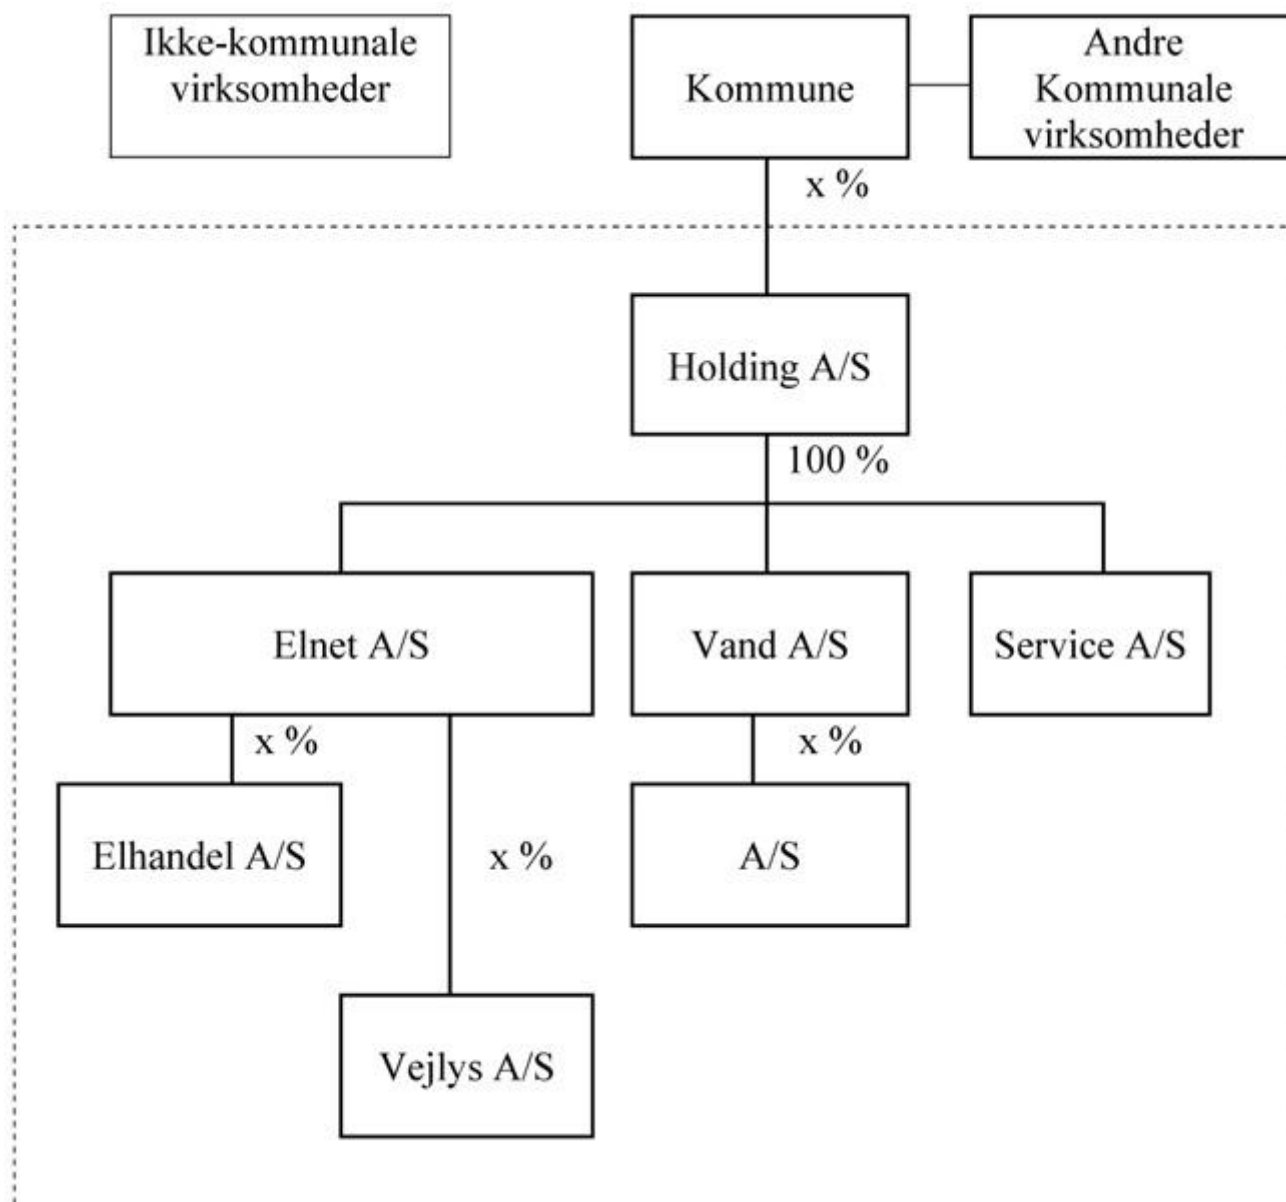 Ikke-kommunale
virksomheder
Kommune
Andre
Kommunale
virksomheder
x %
Holding A/S
100 %
Elnet A/S
Vand A/S
Service A/S
x %
x %
Elhandel A/S
x %
A/S
Vejlys A/S